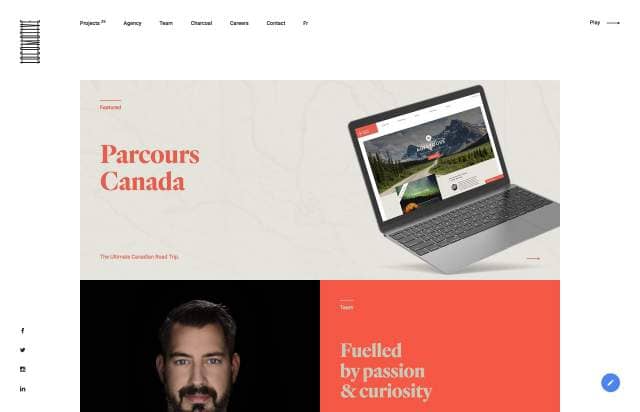 Projects 25 Agency Team Charcoal Careers Contact Fr Play
Featured
Parcours
Canada
The Ultimate Canadian Road Trip.
Team
Fuelled
by passion
& curiosity